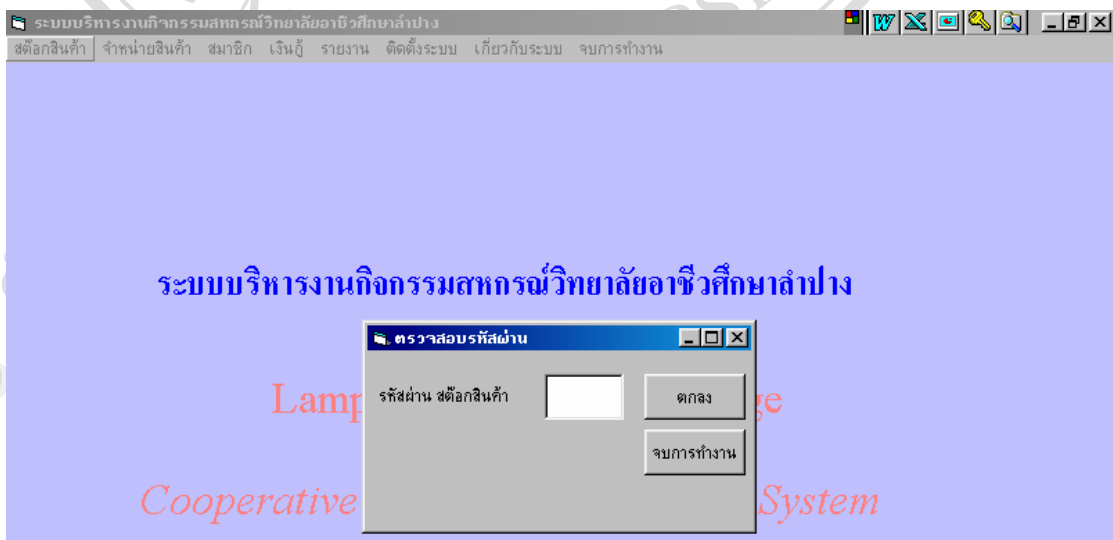 ระบบบริหารงานกิจกรรมสหกรณ์วิทยาลัยอาชีวศึกษาลำปาง
สต๊อกสินค้า จำหน่ายสินค้า สมาชิก เงินกู้ รายงาน ติดตั้งระบบ เกี่ยวกับระบบ จบการทำงาน
ระบบบริหารงานกิจกรรมสหกรณ์วิทยาลัยอาชีวศึกษาลำปาง
ตรวจสอบรหัสผ่าน
รหัสผ่าน สต๊อกสินค้า
ตกลง
จบการทำงาน
Cooperative System